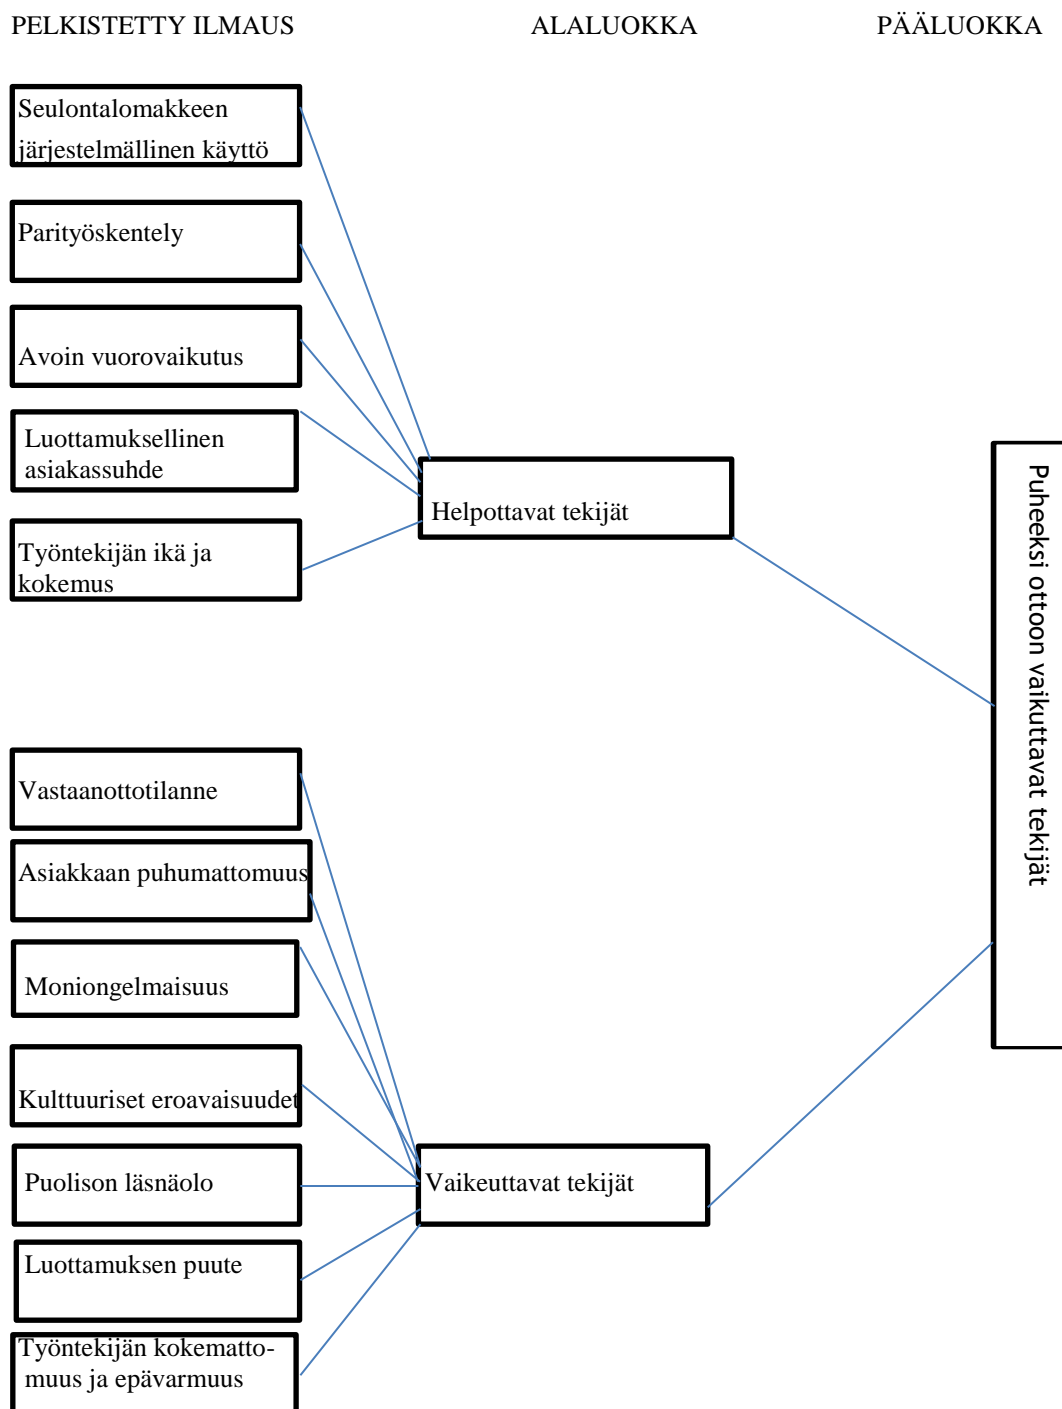 PELKISTETTY ILMAUS
ALALUOKKA
PÄÄLUOKKA
Seulontalomakkeen
järjestelmällinen käyttö
Parityöskentely
Avoin vuorovaikutus
Luottamuksellinen
asiakassuhde
Työntekijän ikä ja
kokemus
Helpottavat tekijät
Puheeksi ottoon vaikuttavat tekijät
Vastaanottotilanne
Asiakkaan puhumattomuus
Moniongelmaisuus
Kulttuuriset eroavaisuudet
Puolison läsnäolo
Luottamuksen puute
Työntekijän kokematto-
muus ja epävarmuus
Vaikeuttavat tekijät